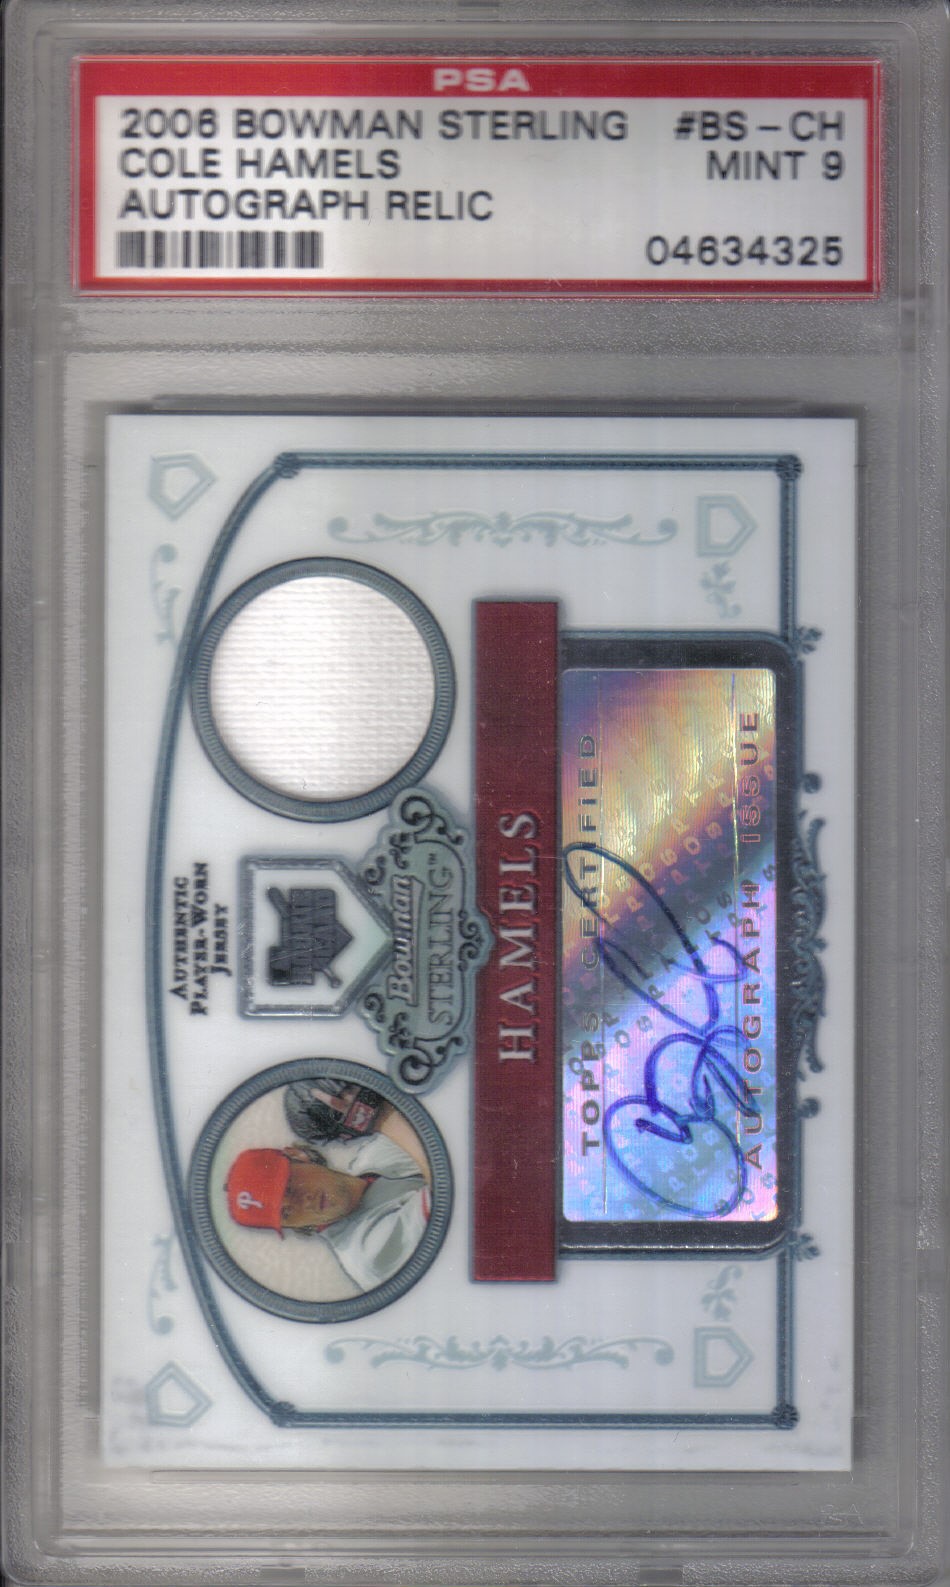 PSA
2006 BOWMAN STERLING #BS-CH
COLE HAMELS MINT 9
AUTOGRAPH RELIC
04634325
AUTHENTIC
PLAYER-WORN
JERSEY
Bowman
STERLING™
HAMELS
TOPPS CERTIFIED
AUTOGRAPH ISSUE
P